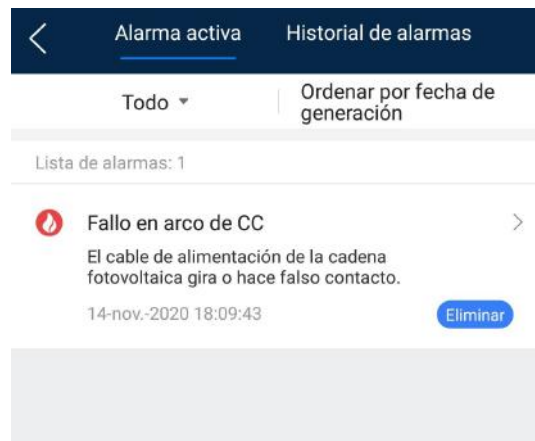 Alarma activa
Historial de alarmas
Todo
Ordenar por fecha de
generación
Lista de alarmas: 1
Fallo en arco de CC
El cable de alimentación de la cadena
fotovoltaica gira o hace falso contacto.
14-nov.-2020 18:09:43
Eliminar